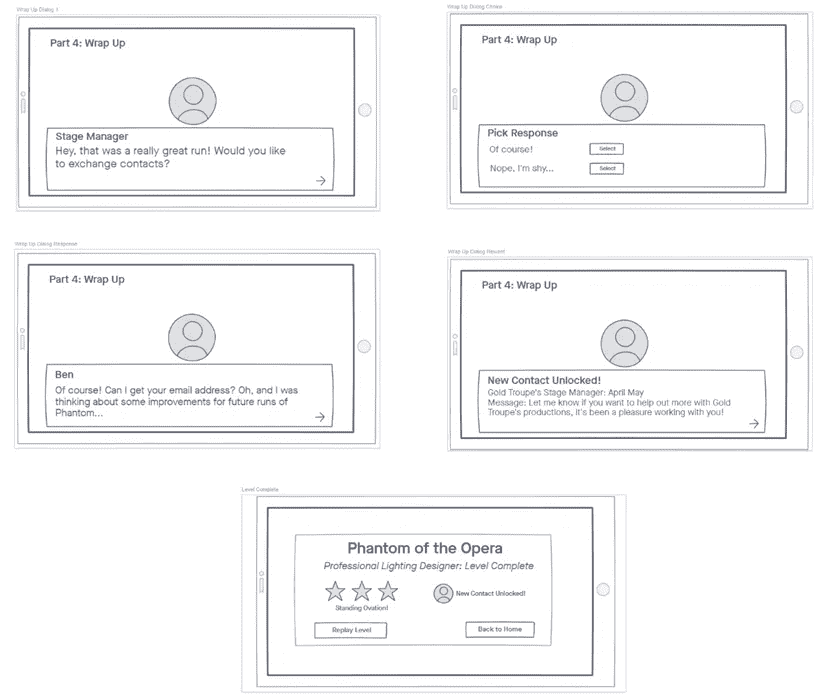 Wrap Up Dialog 1
Part 4: Wrap Up
Stage Manager
Hey, that was a really great run! Would you like
to exchange contacts?
Wrap Up Dialog Choice
Part 4: Wrap Up
Pick Response
Of course!
Select
Nope, I'm shy...
Select
Wrap Up Dialog Response
Part 4: Wrap Up
Ben
Of course! Can I get your email address? Oh, and I was
thinking about some improvements for future runs of
Phantom...
Wrap Up Dialog Reward
Part 4: Wrap Up
New Contact Unlocked!
Gold Troupe's Stage Manager: April May
Message: Let me know if you want to help out more with Gold
Troupe's productions, it's been a pleasure working with you!
Level Complete
Phantom of the Opera
Professional Lighting Designer: Level Complete
Standing Ovation!
New Contact Unlocked!
Replay Level
Back to Home